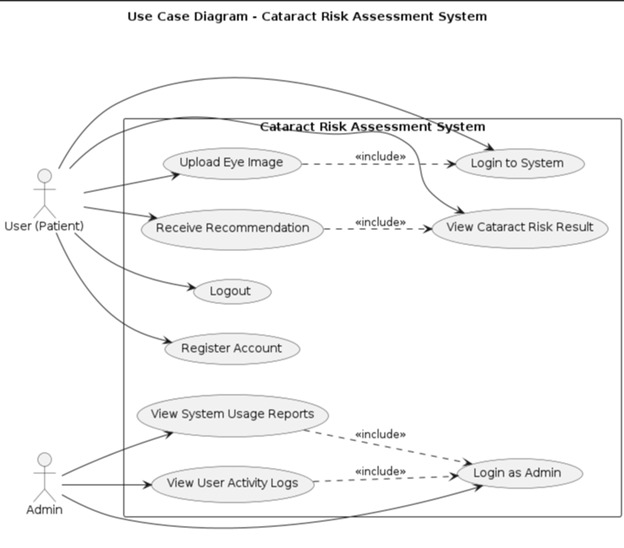 Use Case Diagram - Cataract Risk Assessment System
Cataract Risk Assessment System
Upload Eye Image
«include»
Login to System
User (Patient)
Receive Recommendation
«include»
View Cataract Risk Result
Logout
Register Account
View System Usage Reports
«include»
Admin
View User Activity Logs
«include»
Login as Admin